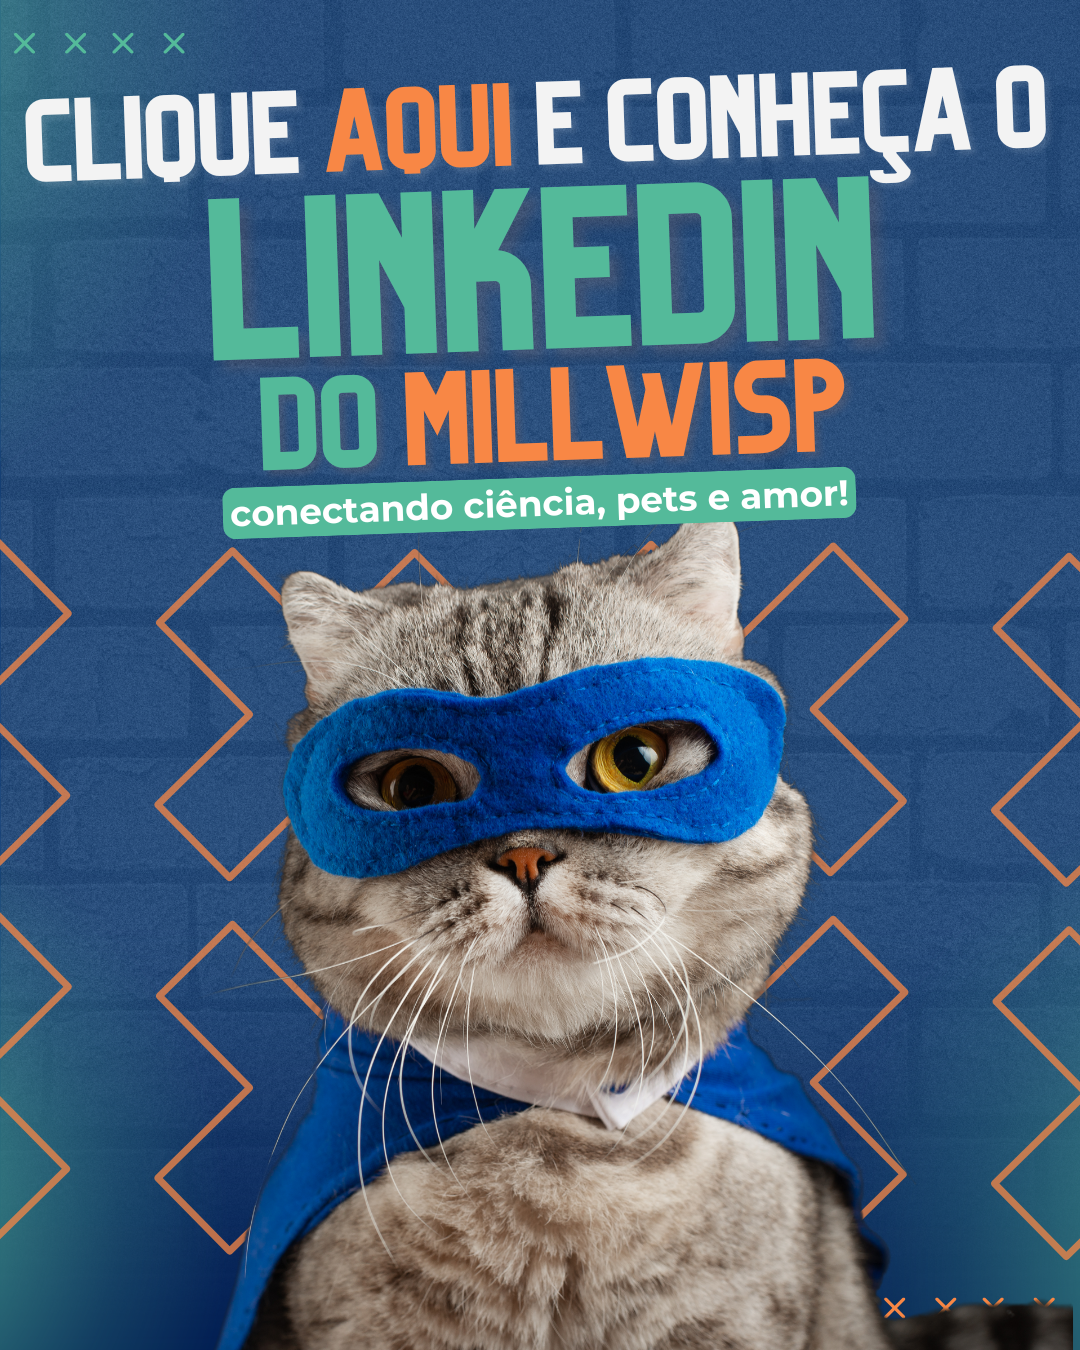 CLIQUE AQUI E CONHEÇA O
LINKEDIN
DO MILLWISP
conectando ciência, pets e amor!